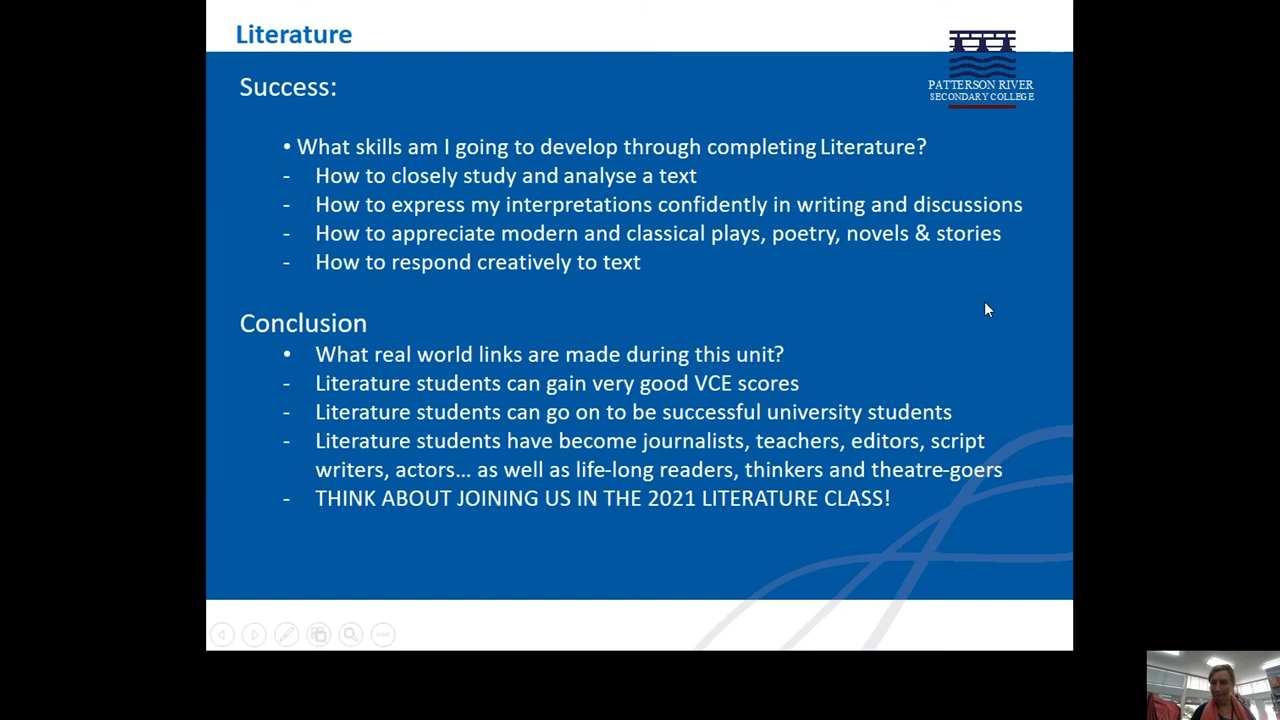 Literature
PATTERSON RIVER
SECONDARY COLLEGE
Success:
• What skills am I going to develop through completing Literature?
- How to closely study and analyse a text
- How to express my interpretations confidently in writing and discussions
- How to appreciate modern and classical plays, poetry, novels & stories
- How to respond creatively to text
Conclusion
• What real world links are made during this unit?
- Literature students can gain very good VCE scores
- Literature students can go on to be successful university students
- Literature students have become journalists, teachers, editors, script
writers, actors... as well as life-long readers, thinkers and theatre-goers
- THINK ABOUT JOINING US IN THE 2021 LITERATURE CLASS!